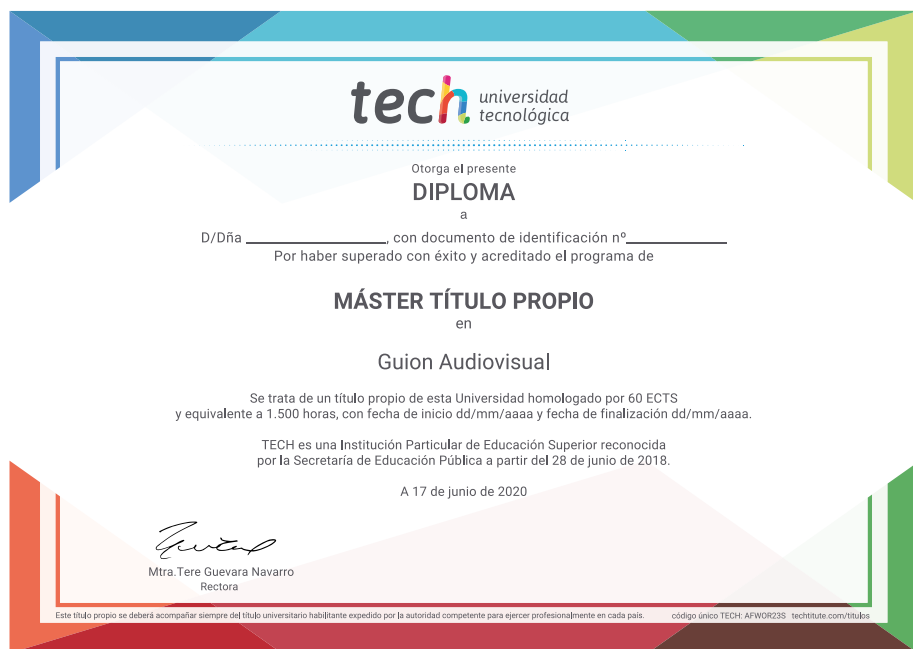 tech universidad
tecnológica
Otorga el presente
DIPLOMA
a
D/Dña ____________________, con documento de identificación nº______________
Por haber superado con éxito y acreditado el programa de
MÁSTER TÍTULO PROPIO
en
Guion Audiovisual
Se trata de un título propio de esta Universidad homologado por 60 ECTS
y equivalente a 1.500 horas, con fecha de inicio dd/mm/aaaa y fecha de finalización dd/mm/aaaa.
TECH es una Institución Particular de Educación Superior reconocida
por la Secretaría de Educación Pública a partir del 28 de junio de 2018.
A 17 de junio de 2020
Mtra.Tere Guevara Navarro
Rectora
Este título propio se deberá acompañar siempre del título universitario habilitante expedido por la autoridad competente para ejercer profesionalmente en cada país. código único TECH: AFWOR23S techtitute.com/titulos